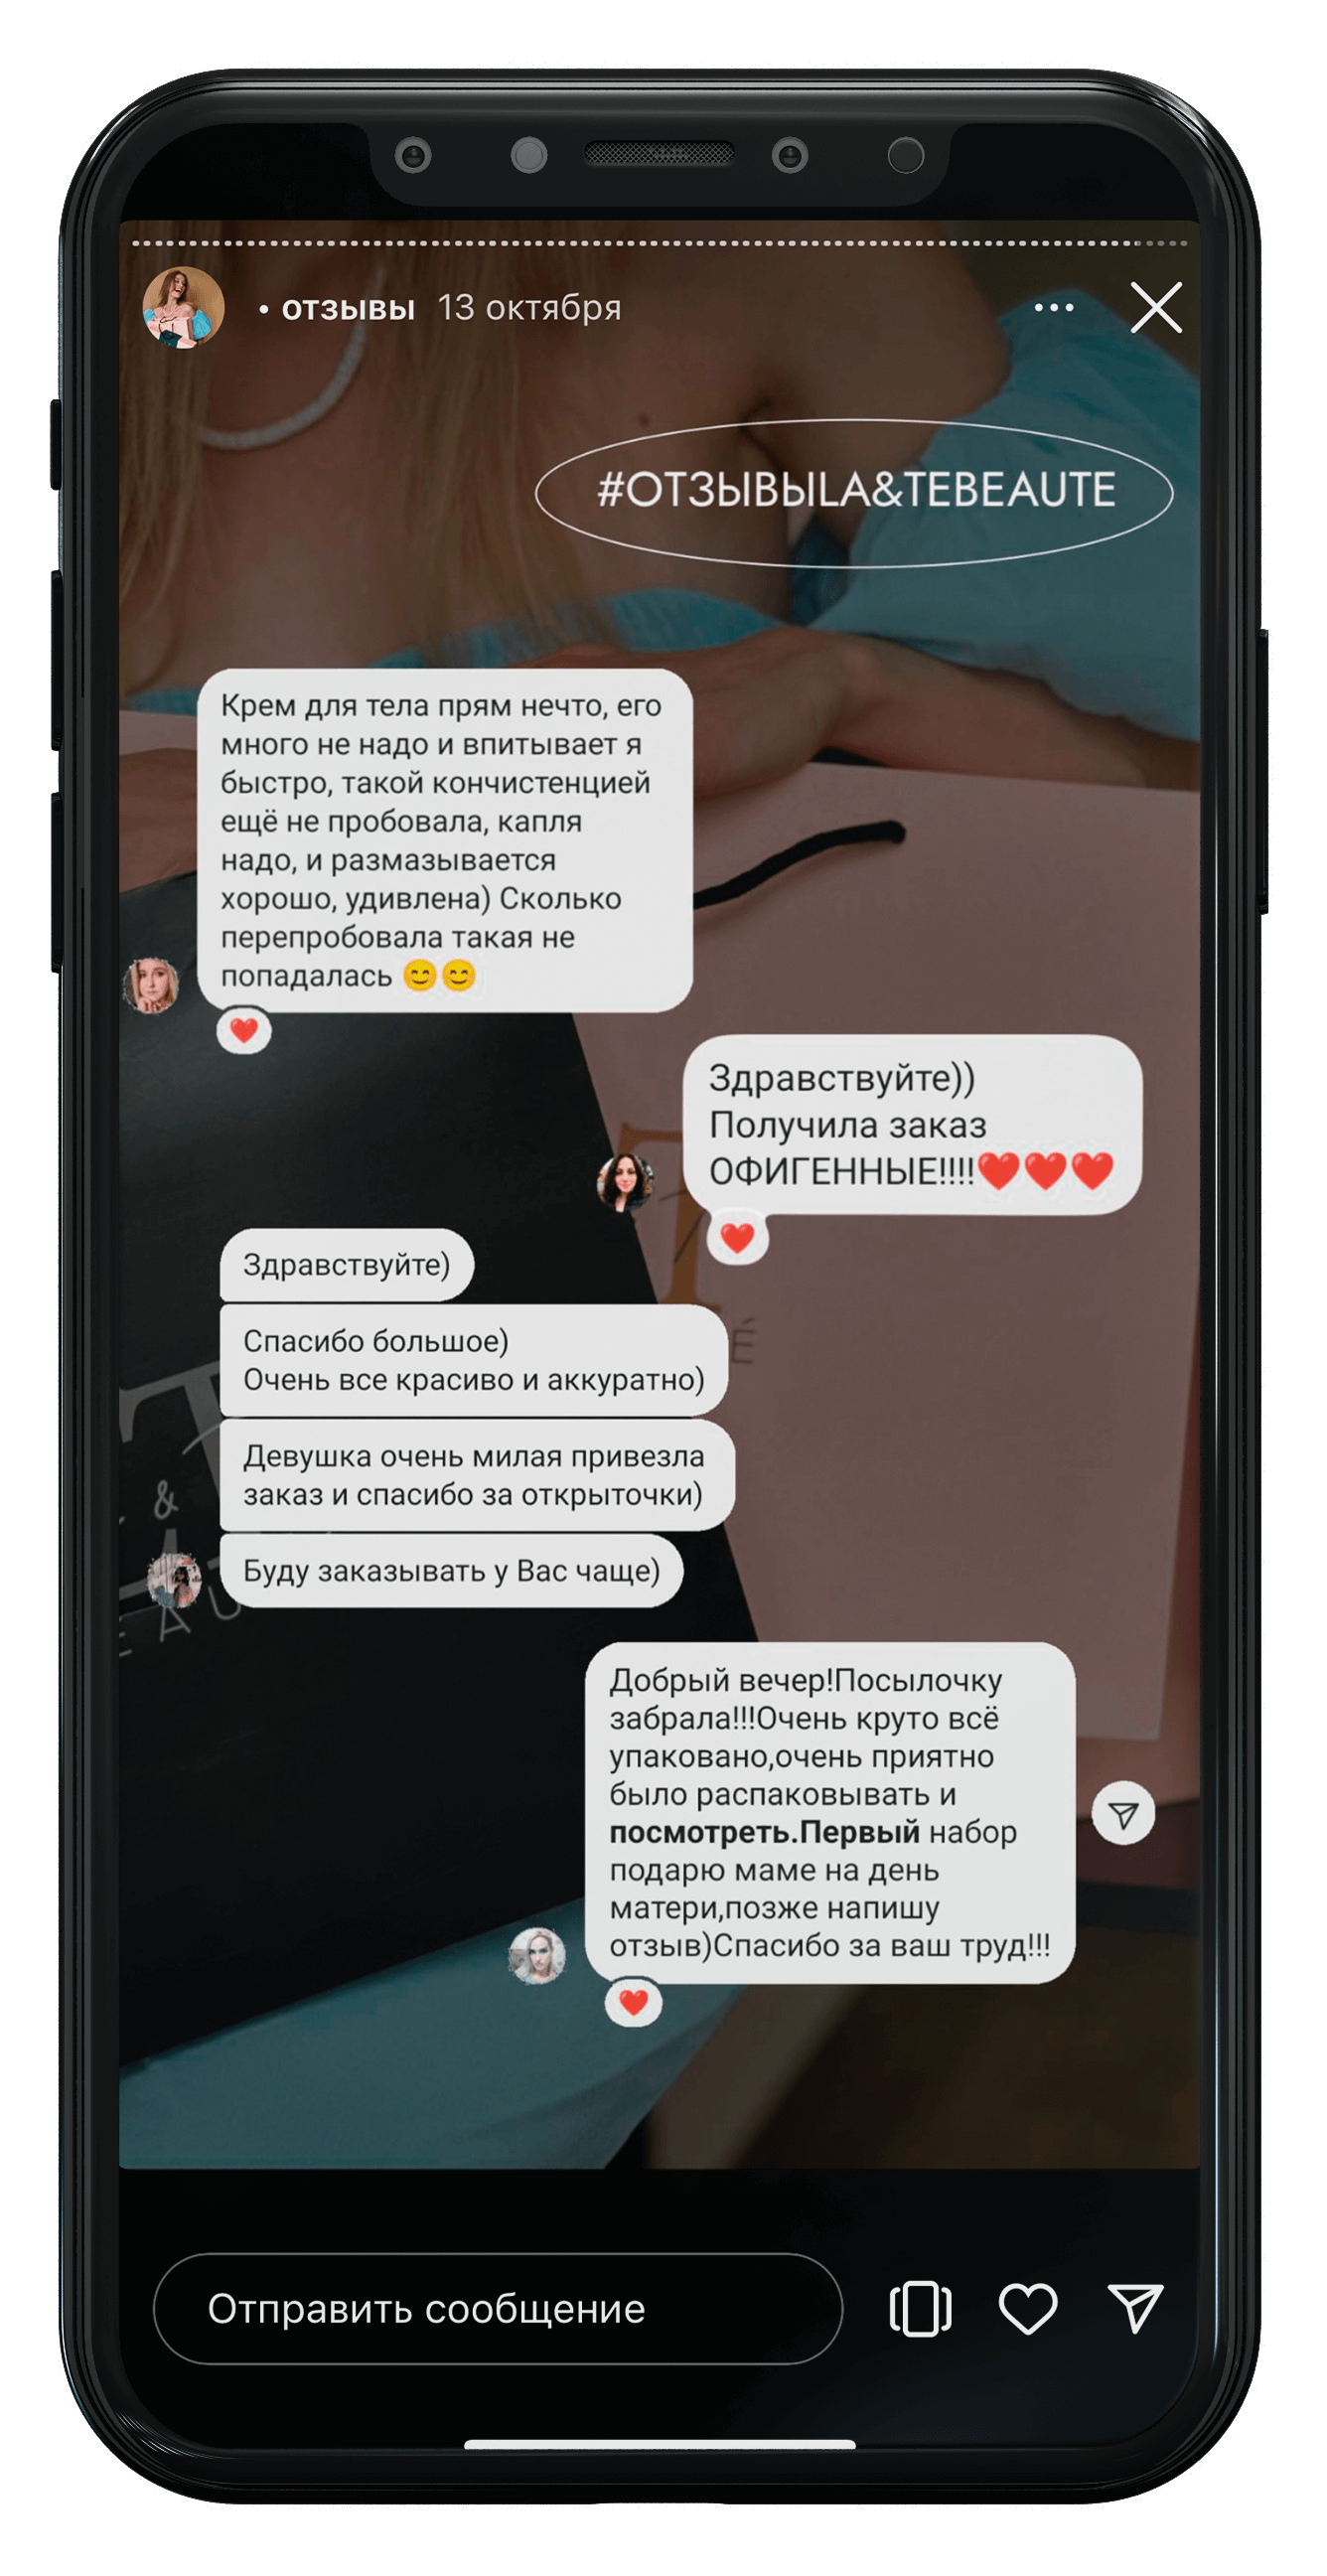 • отзывы 13 октября
#ОТЗЫВЫLA&TEBEAUTE
Крем для тела прям нечто, его
много не надо и впитывает я
быстро, такой кончистенцией
ещё не пробовала, капля
надо, и размазывается
хорошо, удивлена) Сколько
перепробовала такая не
попадалась 😊😊
Здравствуйте))
Получила заказ
ОФИГЕННЫЕ!!!!❤️❤️❤️
Здравствуйте)
Спасибо большое)
Очень все красиво и аккуратно)
É
Девушка очень милая привезла
заказ и спасибо за открыточки)
&
Буду заказывать у Вас чаще)
EAU
Добрый вечер!Посылочку
забрала!!!Очень круто всё
упаковано,очень приятно
было распаковывать и
посмотреть.Первый набор
подарю маме на день
матери,позже напишу
отзыв)Спасибо за ваш труд!!!
Отправить сообщение